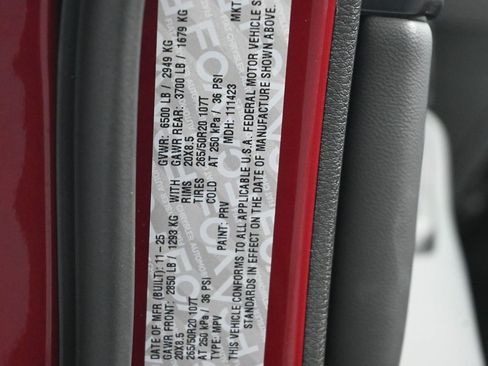 DATE OF MFR (BUILT): 11-25 GVWR: 6500 LB / 2949 KG
GAWR FRONT: 2850 LB / 1293 KG WITH GAWR REAR: 3700 LB / 1679 KG
20X8.5 RIMS 20X8.5
265/50R20 107T TIRES 265/50R20 107T
AT 250 kPa / 36 PSI COLD AT 250 kPa / 36 PSI
TYPE: MPV PAINT: PRV MDH: 111423 MKT
THIS VEHICLE CONFORMS TO ALL APPLICABLE U.S.A. FEDERAL MOTOR VEHICLE S
STANDARDS IN EFFECT ON THE DATE OF MANUFACTURE SHOWN ABOVE.